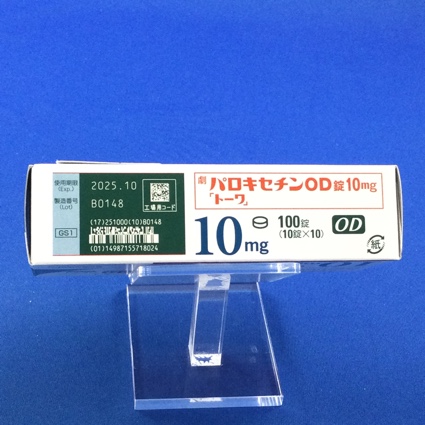 使用期限
(Exp.)
2025.10
製造番号
(Lot)
B0148
工場用コード
GS1
(17)251000(10)B0148
(01)14987155718024
劇 パロキセチンOD錠10mg
「トーワ」
10mg
100錠
(10錠×10)
OD
紙